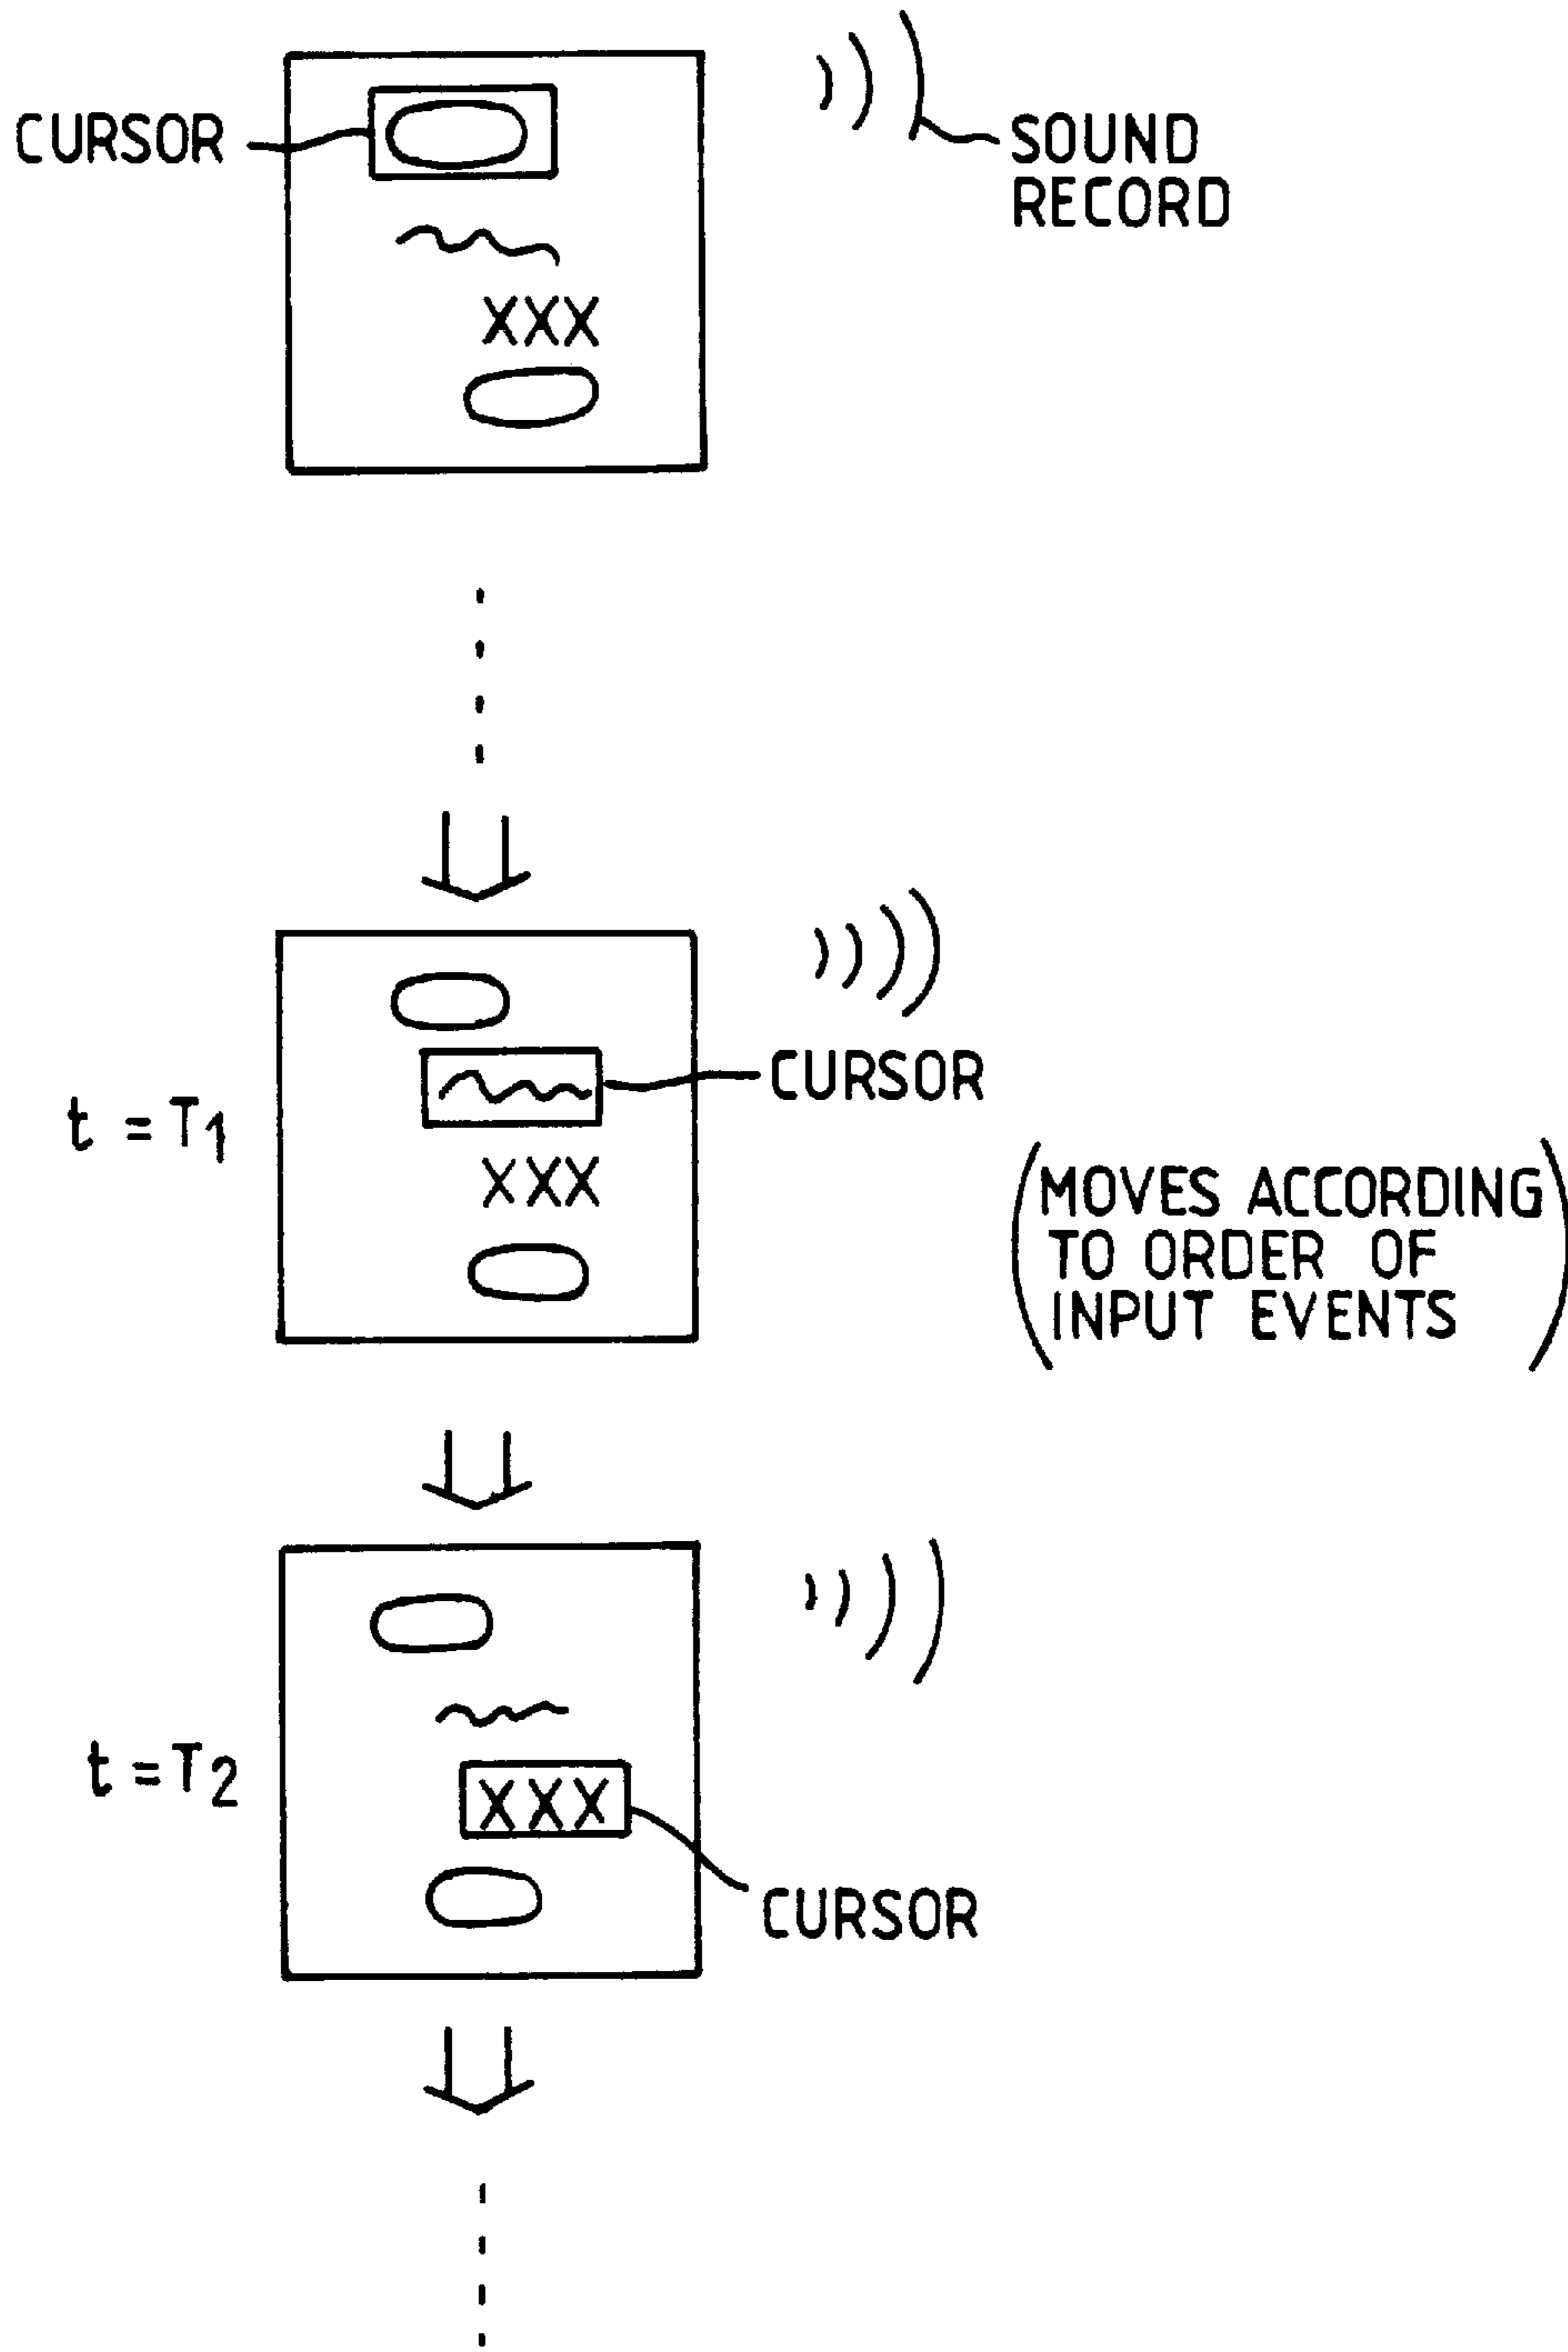 CURSOR
SOUND
RECORD
XXX
CURSOR
t = T1
XXX
(MOVES ACCORDING
TO ORDER OF
INPUT EVENTS)
t = T2
XXX
CURSOR